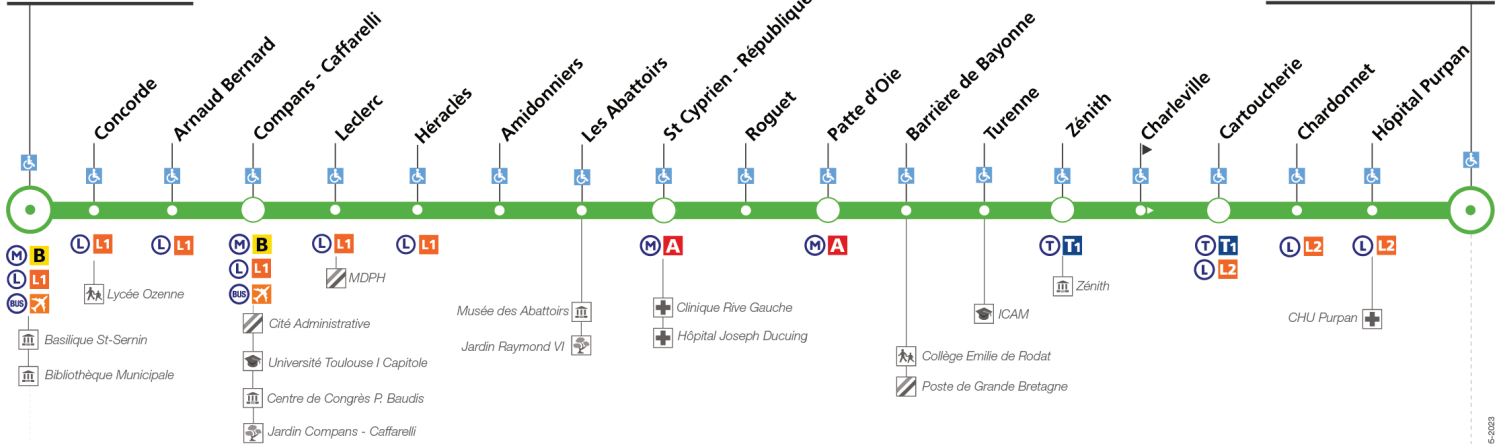 Concorde
Arnaud Bernard
Compans - Caffarelli
Leclerc
Héraclès
Amidonniers
Les Abattoirs
St Cyprien - République
Roguet
Patte d'Oie
Barrière de Bayonne
Turenne
Zénith
Charleville
Cartoucherie
Chardonnet
Hôpital Purpan
M B
L L1
BUS
Basilique St-Sernin
Bibliothèque Municipale
L L1
Lycée Ozenne
L L1
M B
L L1
BUS
Cité Administrative
Université Toulouse I Capitole
Centre de Congrès P. Baudis
Jardin Compans - Caffarelli
L L1
MDPH
L L1
Musée des Abattoirs
Jardin Raymond VI
M A
Clinique Rive Gauche
Hôpital Joseph Ducuing
M A
Collège Emilie de Rodat
Poste de Grande Bretagne
ICAM
T T1
Zénith
T T1
L L2
L L2
L L2
CHU Purpan